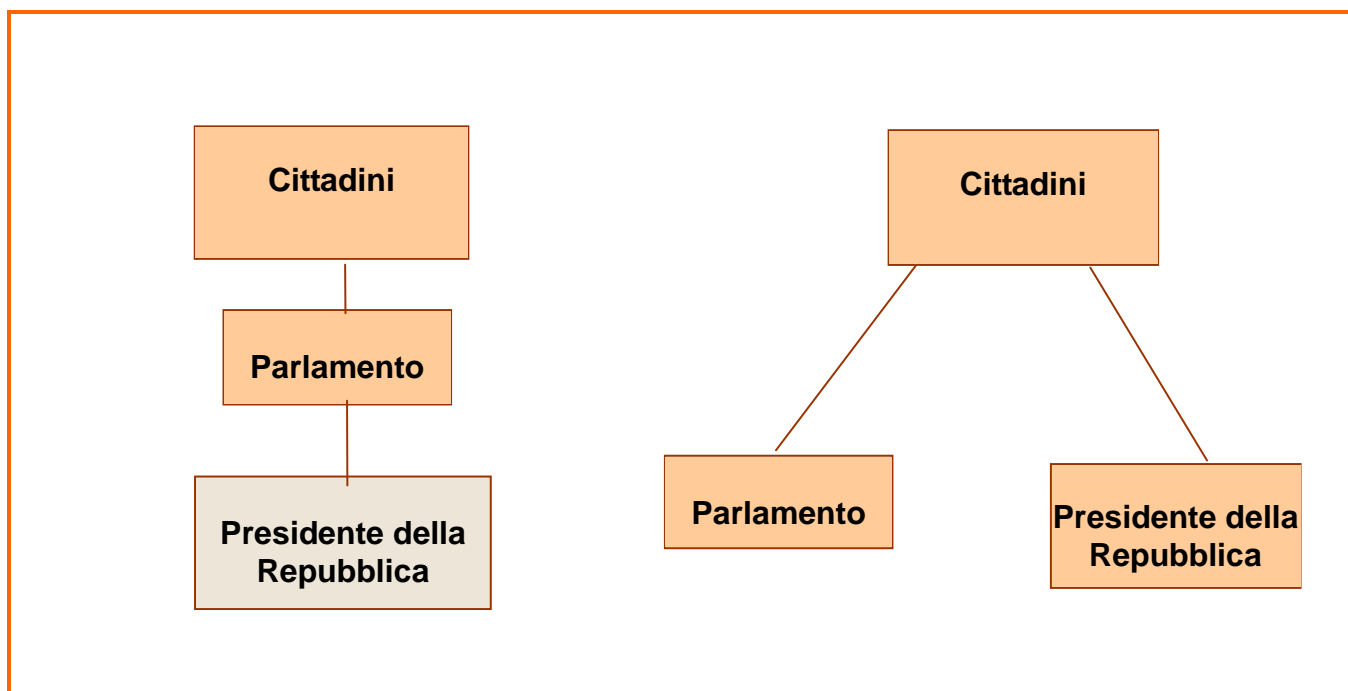 Cittadini
Parlamento
Presidente della
Repubblica
Cittadini
Parlamento
Presidente della
Repubblica